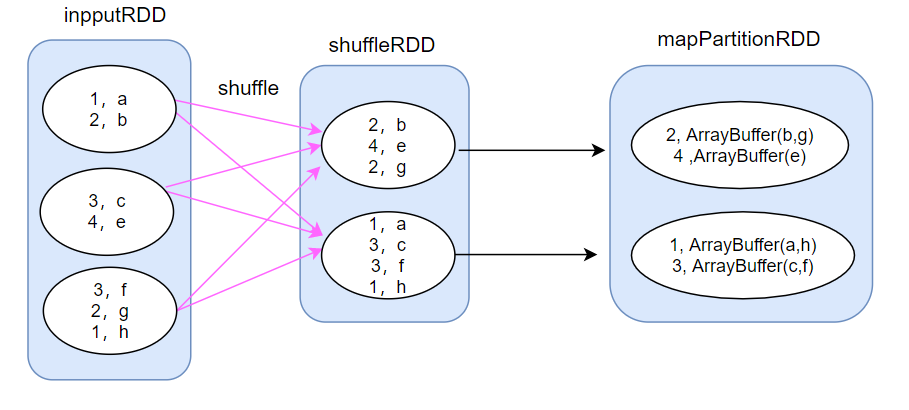 inpputRDD
1, a
2, b
3, c
4, e
3, f
2, g
1, h
shuffle
shuffleRDD
2, b
4, e
2, g
1, a
3, c
3, f
1, h
mapPartitionRDD
2, ArrayBuffer(b,g)
4 ,ArrayBuffer(e)
1, ArrayBuffer(a,h)
3, ArrayBuffer(c,f)